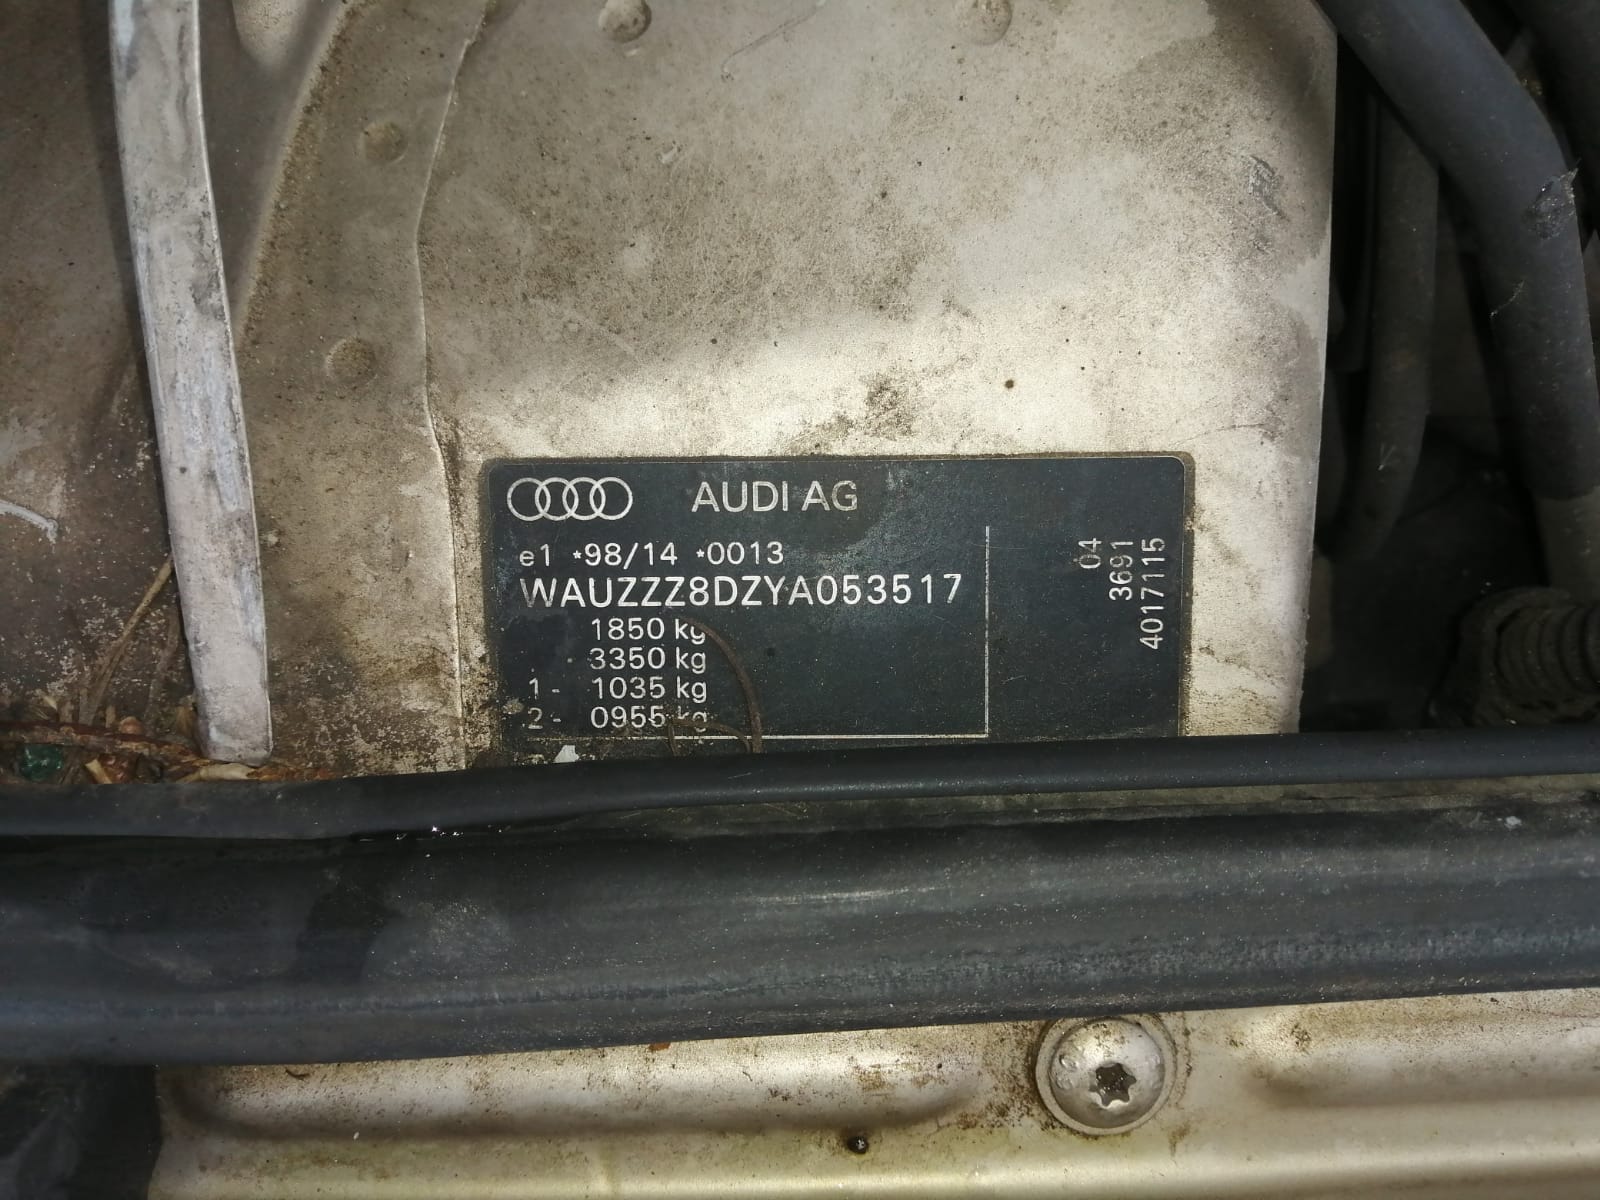 AUDI AG
e1 *98/14 *0013
WAUZZZ8DZYA053517
1850 kg
3350 kg
1 - 1035 kg
2 - 0955 kg
04
3691
4017115